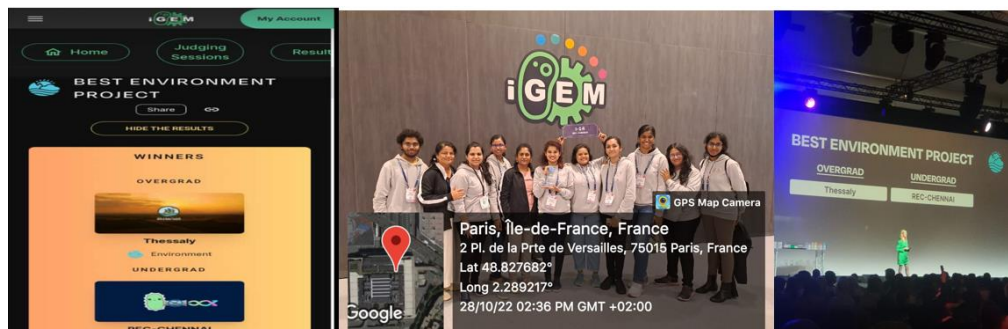 iGEM
My Account
Home
Judging
Sessions
Result
BEST ENVIRONMENT
PROJECT
Share
HIDE THE RESULTS
WINNERS
OVERGRAD
Thessaly
Environment
UNDERGRAD
REC-CHENNAI
iGEM
GPS Map Camera
Paris, Île-de-France, France
2 Pl. de la Prte de Versailles, 75015 Paris, France
Lat 48.827682°
Long 2.289217°
28/10/22 02:36 PM GMT +02:00
Google
BEST ENVIRONMENT PROJECT
OVERGRAD
UNDERGRAD
Thessaly
REC-CHENNAI